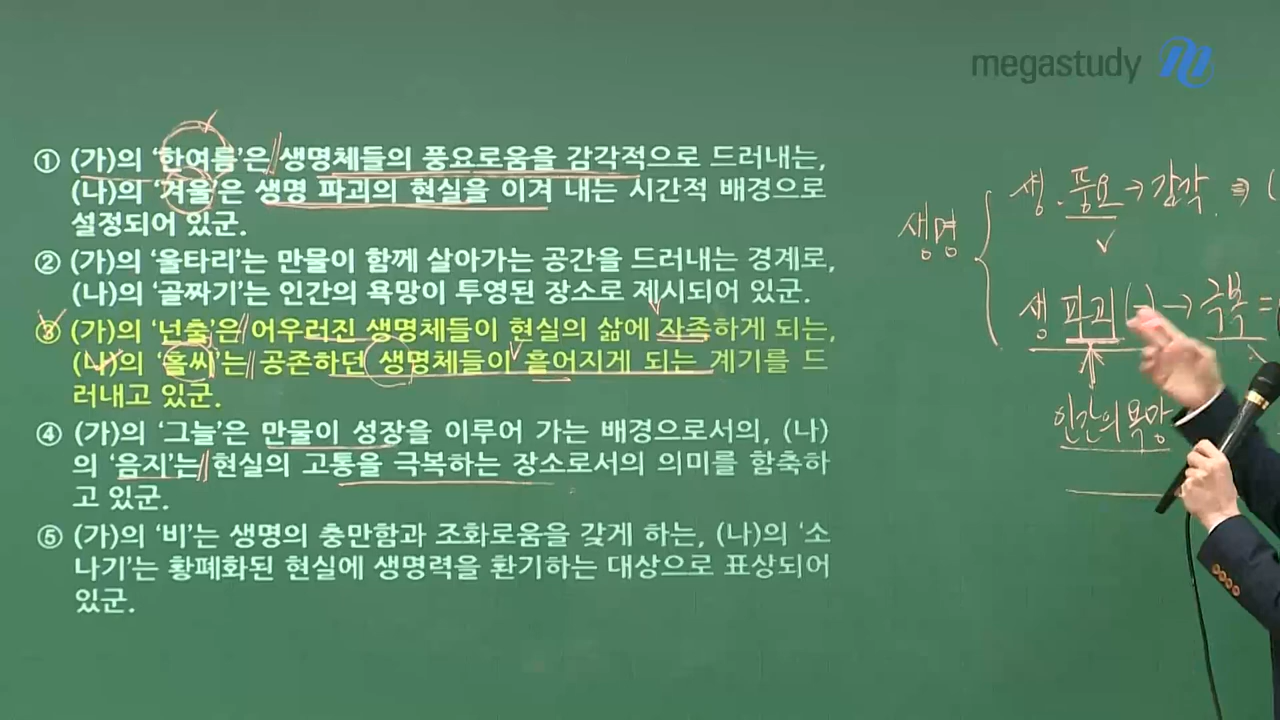 megastudy
① (가)의 ‘한여름’은 생명체들의 풍요로움을 감각적으로 드러내는,
(나)의 ‘겨울’은 생명 파괴의 현실을 이겨 내는 시간적 배경으로
설정되어 있군.
② (가)의 ‘울타리’는 만물이 함께 살아가는 공간을 드러내는 경계로,
(나)의 ‘골짜기’는 인간의 욕망이 투영된 장소로 제시되어 있군.
③ (가)의 ‘넌출’은 어우러진 생명체들이 현실의 삶에 자족하게 되는,
(나)의 ‘홀씨’는 공존하던 생명체들이 흩어지게 되는 계기를 드
러내고 있군.
④ (가)의 ‘그늘’은 만물이 성장을 이루어 가는 배경으로서의, (나)
의 ‘음지’는 현실의 고통을 극복하는 장소로서의 의미를 함축하
고 있군.
⑤ (가)의 ‘비’는 생명의 충만함과 조화로움을 갖게 하는, (나)의 ‘소
나기’는 황폐화된 현실에 생명력을 환기하는 대상으로 표상되어
있군.
생명
생. 풍요 → 감각
생 파괴(-) → 극복 =
인간의 욕망